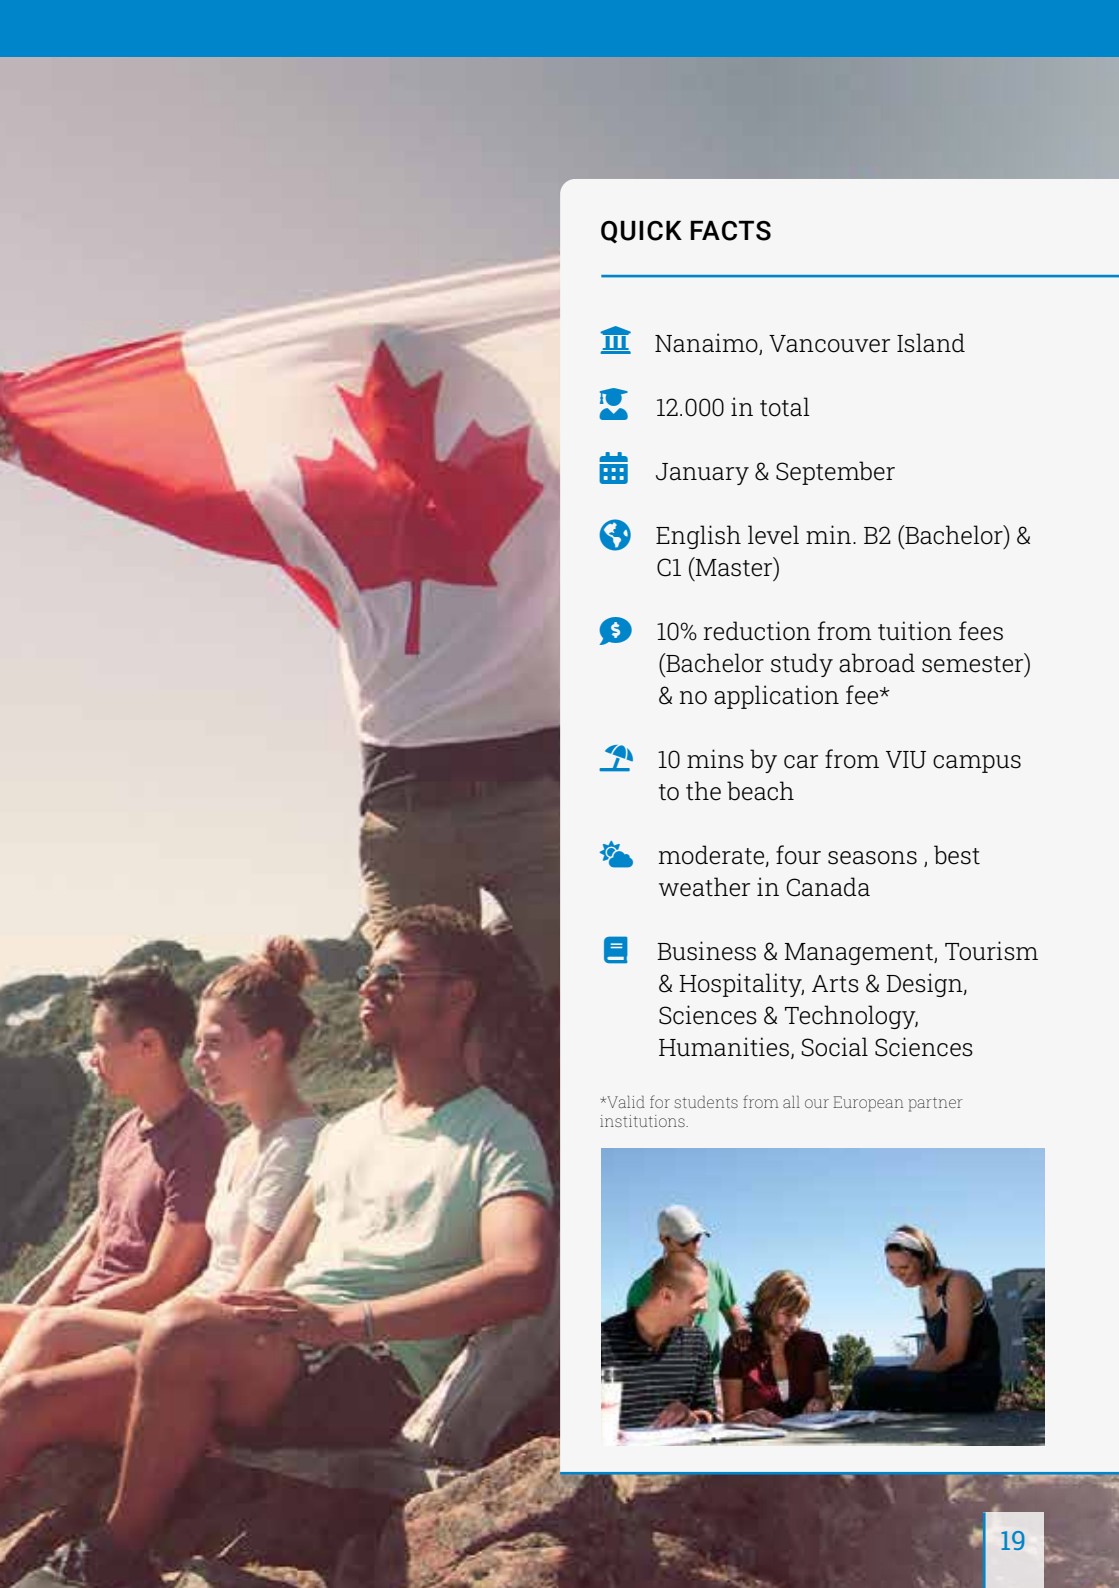 QUICK FACTS
Nanaimo, Vancouver Island
12.000 in total
January & September
English level min. B2 (Bachelor) &
C1 (Master)
10% reduction from tuition fees
(Bachelor study abroad semester)
& no application fee*
10 mins by car from VIU campus
to the beach
moderate, four seasons , best
weather in Canada
Business & Management, Tourism
& Hospitality, Arts & Design,
Sciences & Technology,
Humanities, Social Sciences
*Valid for students from all our European partner
institutions.
19